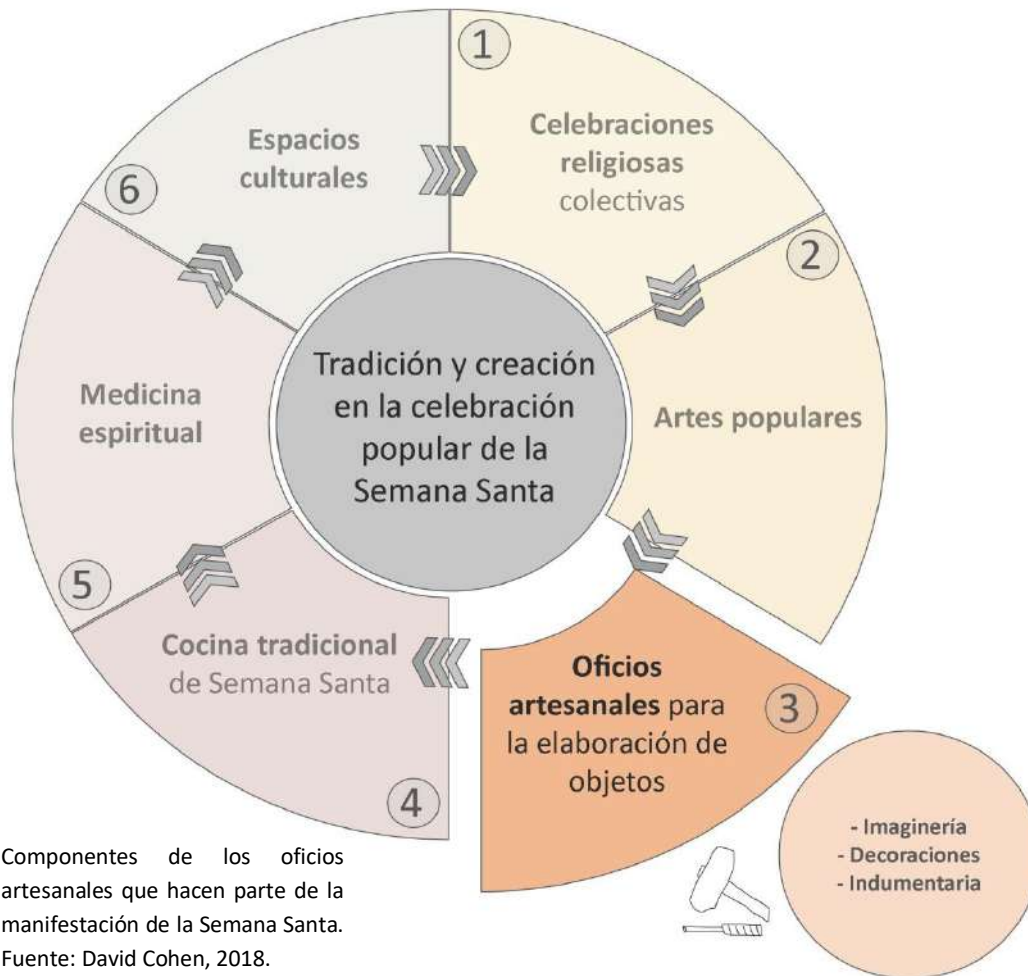 1
Celebraciones
religiosas
colectivas
2
Artes populares
3
Oficios
artesanales para
la elaboración de
objetos
- Imaginería
- Decoraciones
- Indumentaria
4
Cocina tradicional
de Semana Santa
5
Medicina
espiritual
6
Espacios
culturales
Tradición y creación
en la celebración
popular de la
Semana Santa
Componentes de los oficios
artesanales que hacen parte de la
manifestación de la Semana Santa.
Fuente: David Cohen, 2018.